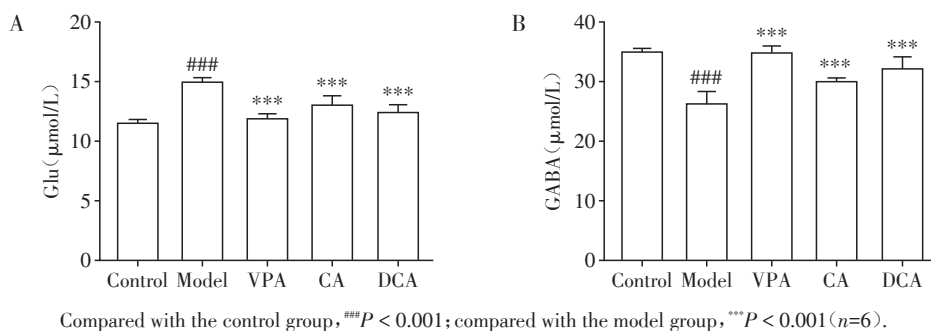 A
Glu(μmol/L)
20
15
10
5
0
###
***
***
***
Control Model VPA CA DCA
B
GABA(μmol/L)
40
30
20
10
0
###
***
***
***
Control Model VPA CA DCA
Compared with the control group,###P < 0.001; compared with the model group,***P < 0.001(n=6).